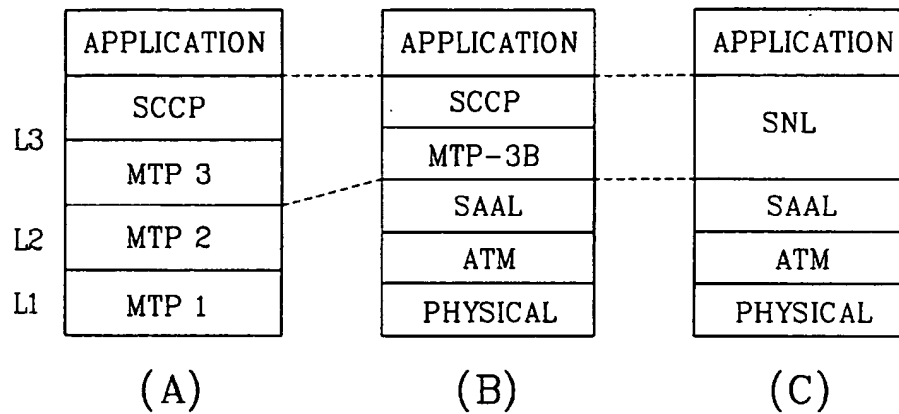 APPLICATION
SCCP
MTP 3
MTP 2
MTP 1
L3
L2
L1
(A)
APPLICATION
SCCP
MTP-3B
SAAL
ATM
PHYSICAL
(B)
APPLICATION
SNL
SAAL
ATM
PHYSICAL
(C)